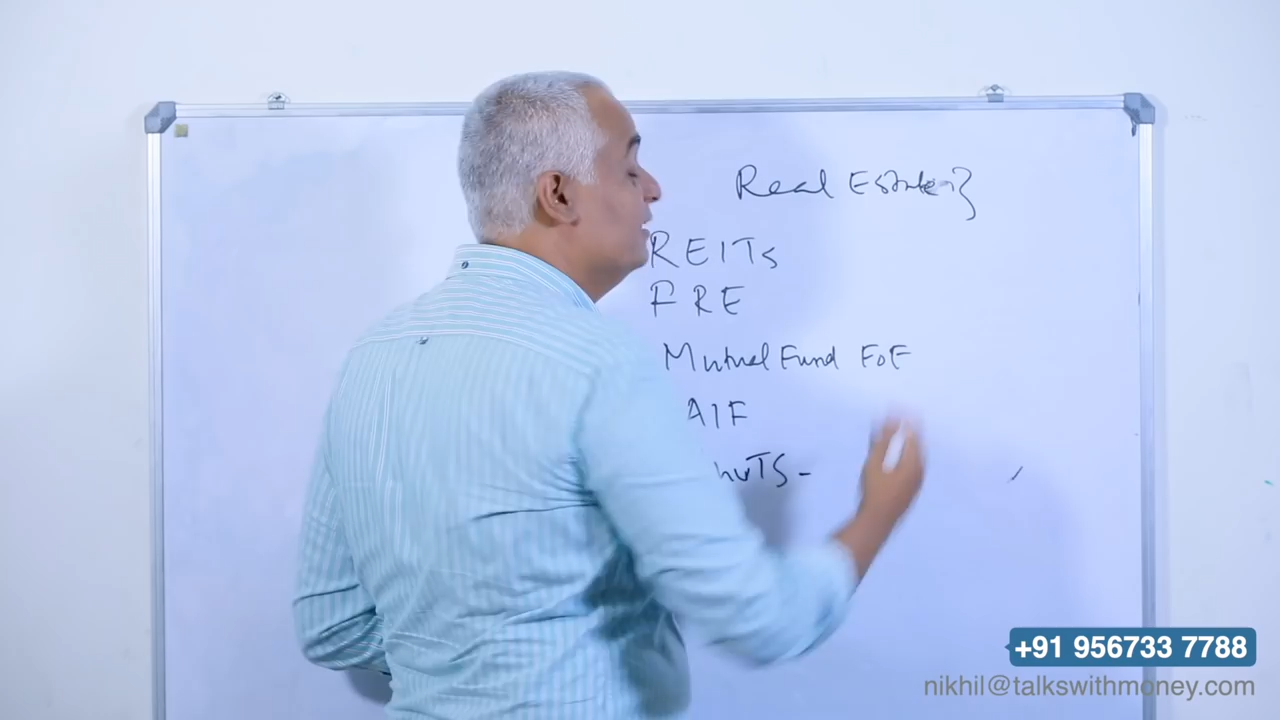 Real Estate
REITs
FRE
Mutual Fund FoF
AIF
+91 956733 7788
nikhil@talkswithmoney.com